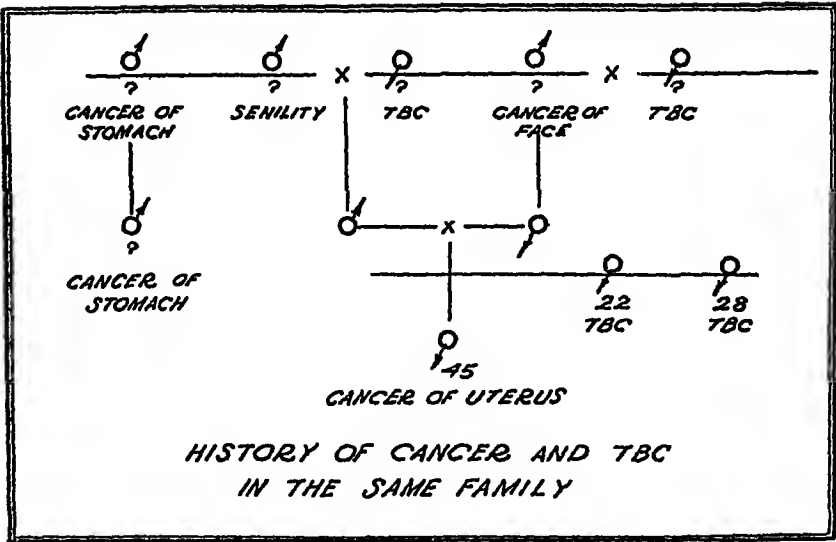 ? ? X ? ? X ?
CANCER OF STOMACH
SENILITY
TBC
CANCER OF FACE
TBC
X
?
CANCER OF STOMACH
22 TBC
28 TBC
45
CANCER OF UTERUS
HISTORY OF CANCER AND TBC
IN THE SAME FAMILY